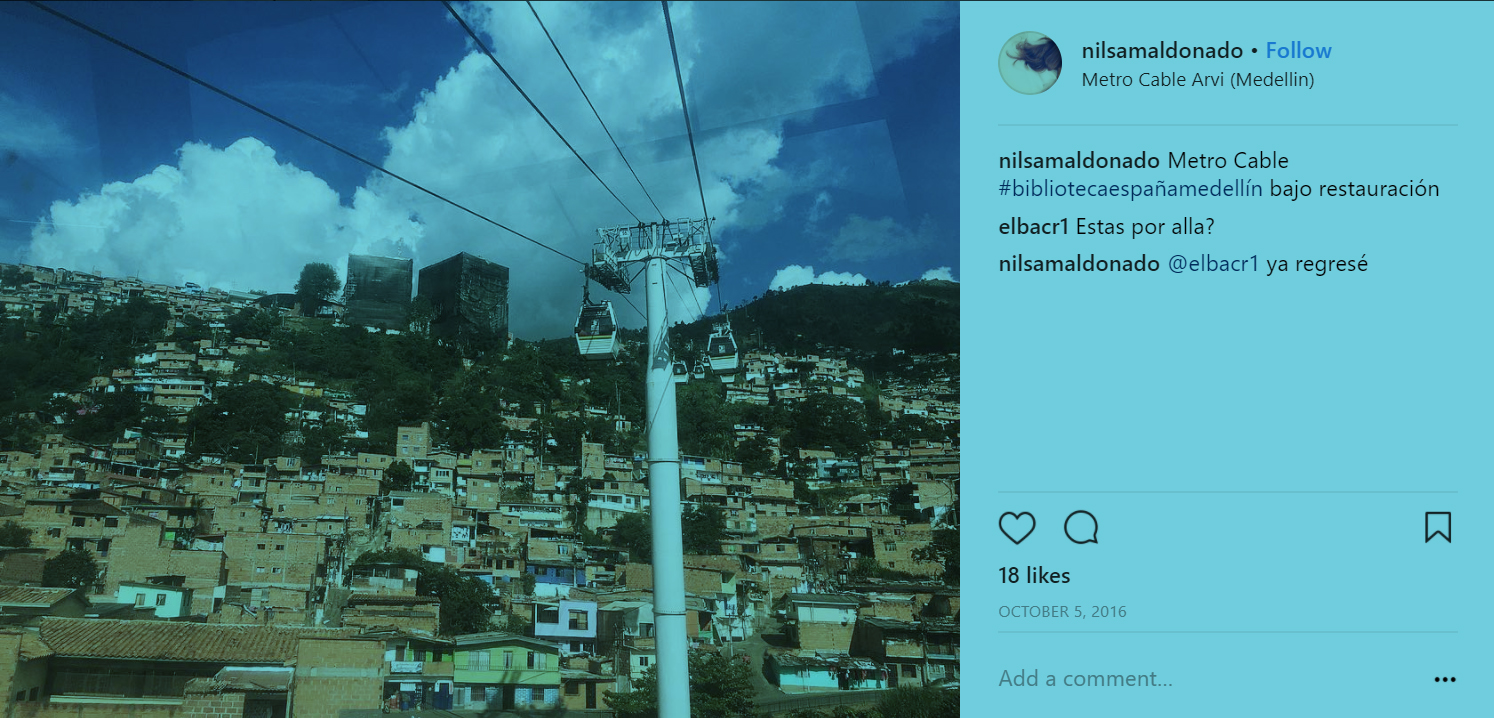 nilsamaldonado • Follow
Metro Cable Arvi (Medellin)
nilsamaldonado Metro Cable
#bibliotecaespañamedellín bajo restauración
elbacr1 Estas por alla?
nilsamaldonado @elbacr1 ya regresé
18 likes
OCTOBER 5, 2016
Add a comment...